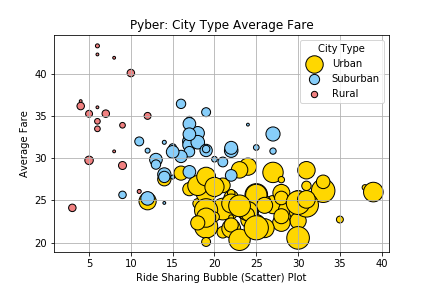 Pyber: City Type Average Fare
City Type
Urban
Suburban
Rural
Average Fare
40
35
30
25
20
5 10 15 20 25 30 35 40
Ride Sharing Bubble (Scatter) Plot